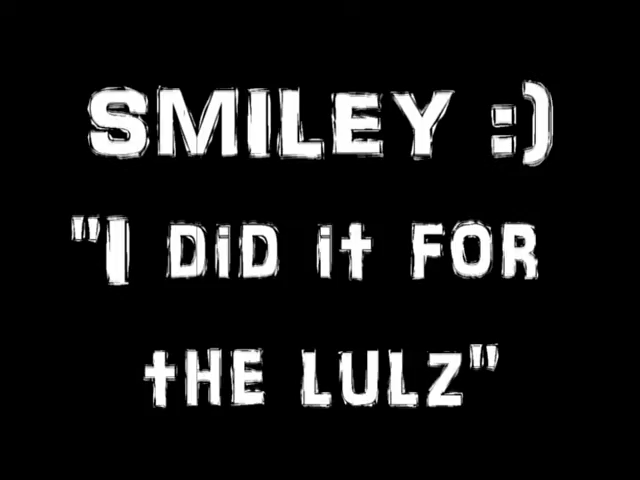 SMILEY :)
"I DiD it FOR
tHE LULZ"